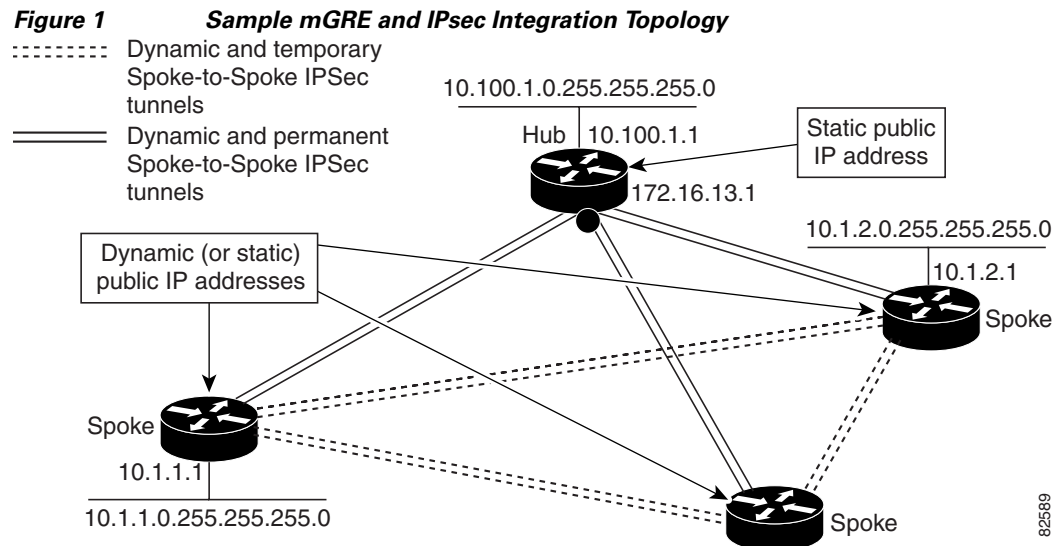 Figure 1 Sample mGRE and IPsec Integration Topology
Dynamic and temporary
Spoke-to-Spoke IPSec
tunnels
Dynamic and permanent
Spoke-to-Spoke IPSec
tunnels
10.100.1.0.255.255.255.0
Hub 10.100.1.1
172.16.13.1
Static public
IP address
10.1.2.0.255.255.255.0
10.1.2.1
Spoke
Dynamic (or static)
public IP addresses
Spoke
10.1.1.1
10.1.1.0.255.255.255.0
Spoke
82589